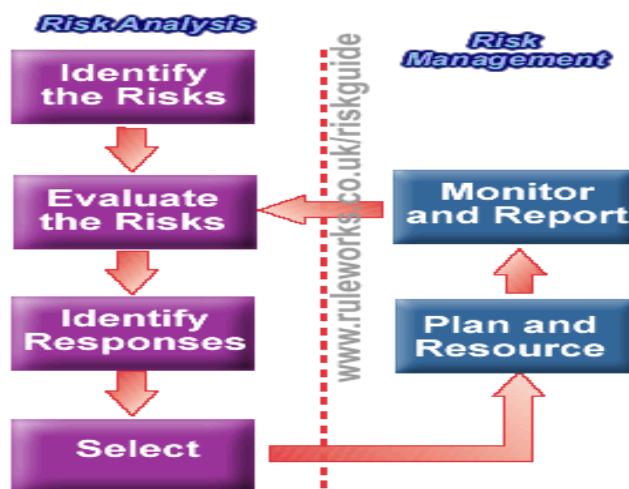 Risk Analysis
Identify
the Risks
Evaluate
the Risks
Identify
Responses
Select
www.ruleworks.co.uk/riskguide
Risk
Management
Monitor
and Report
Plan and
Resource